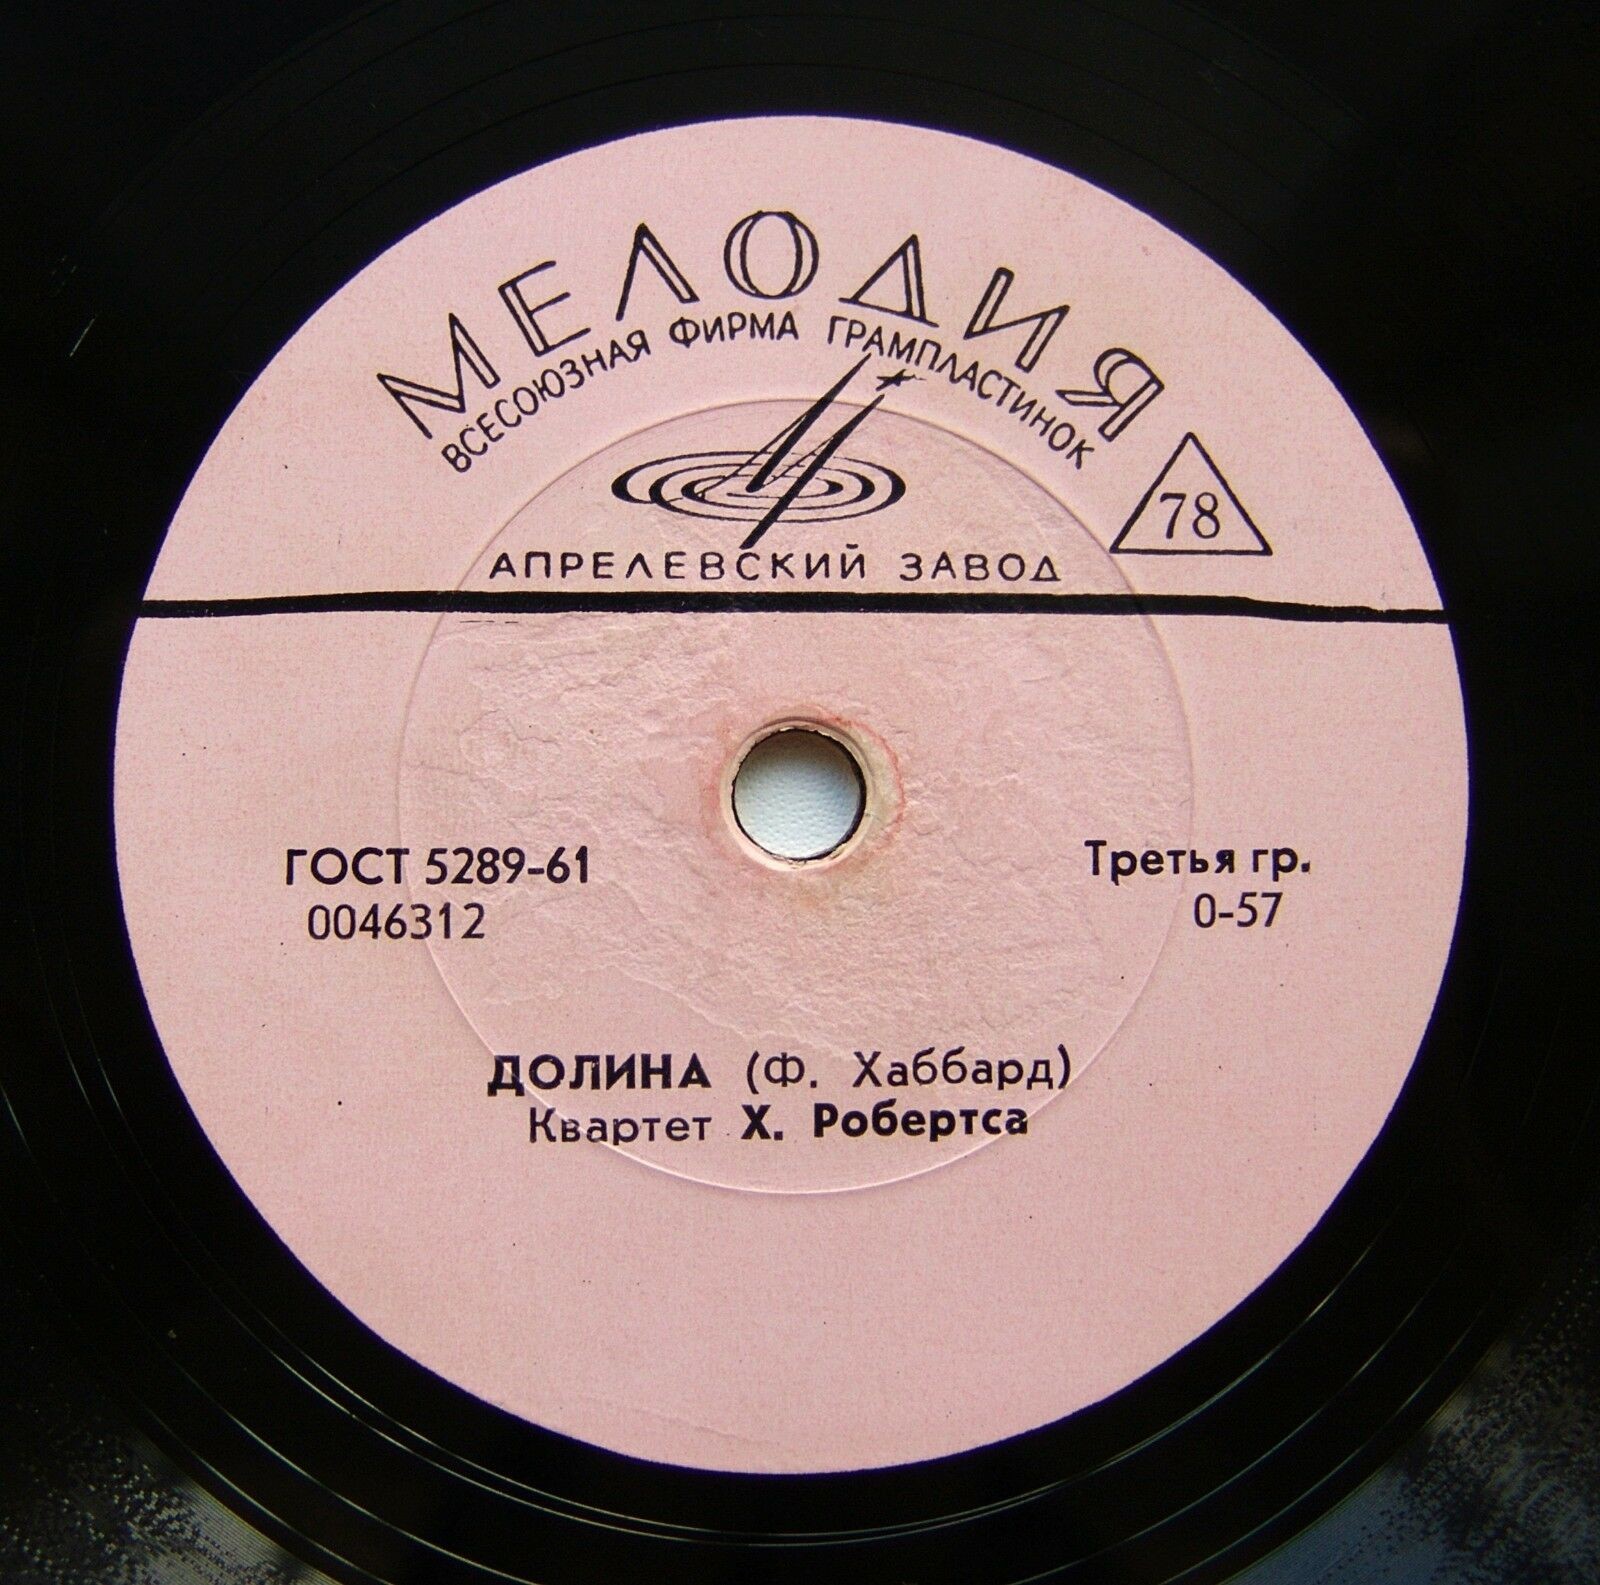 МЕЛОДИЯ
ВСЕСОЮЗНАЯ ФИРМА ГРАМПЛАСТИНОК
78
АПРЕЛЕВСКИЙ ЗАВОД
ГОСТ 5289-61
0046312
Третья гр.
0-57
ДОЛИНА (Ф. Хаббард)
Квартет Х. Робертса